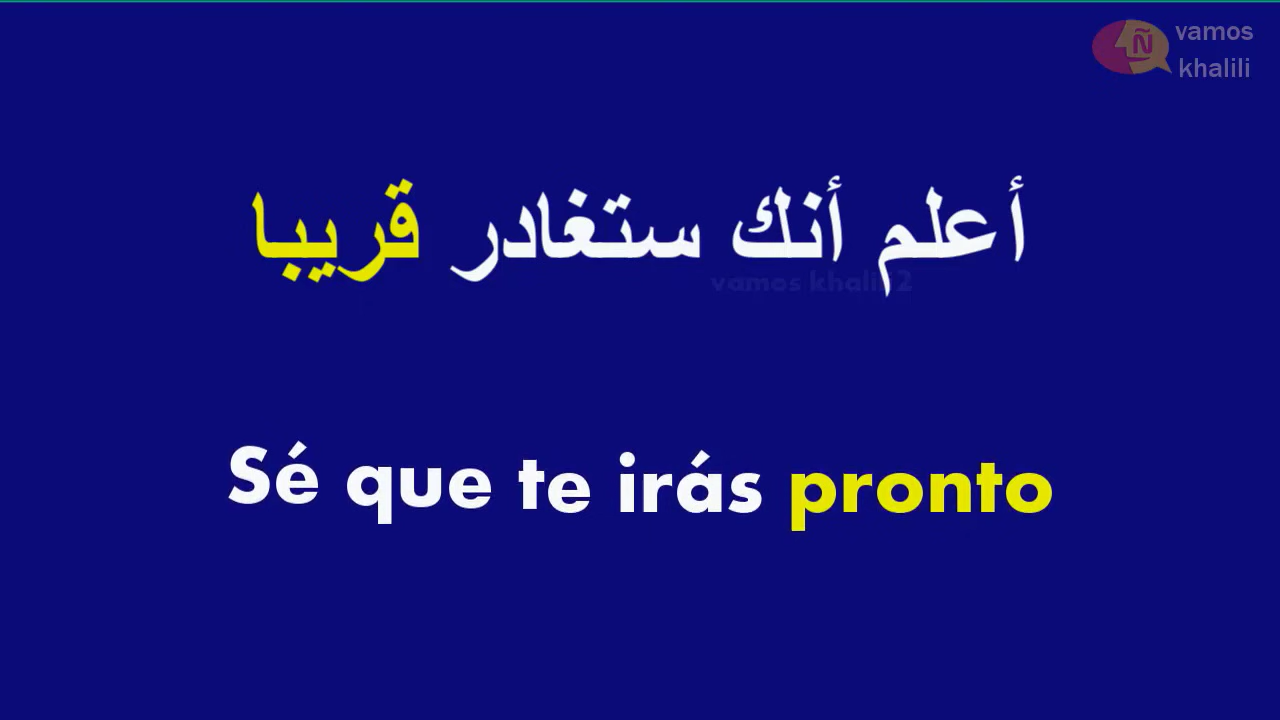 vamos
khalili
أعلم أنك ستغادر قريبا
Sé que te irás pronto